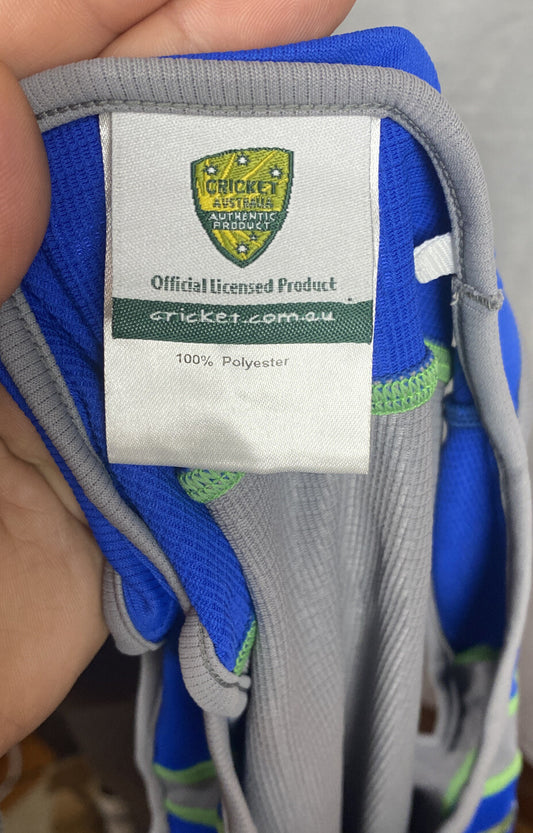 CRICKET
AUSTRALIA
AUTHENTIC
PRODUCT
Official Licensed Product
cricket.com.au
100% Polyester